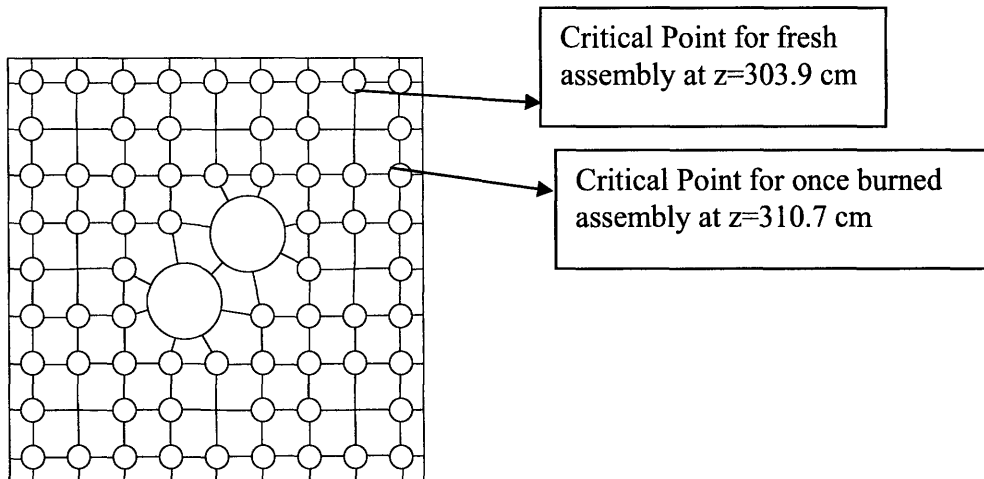 Critical Point for fresh
assembly at z=303.9 cm
Critical Point for once burned
assembly at z=310.7 cm